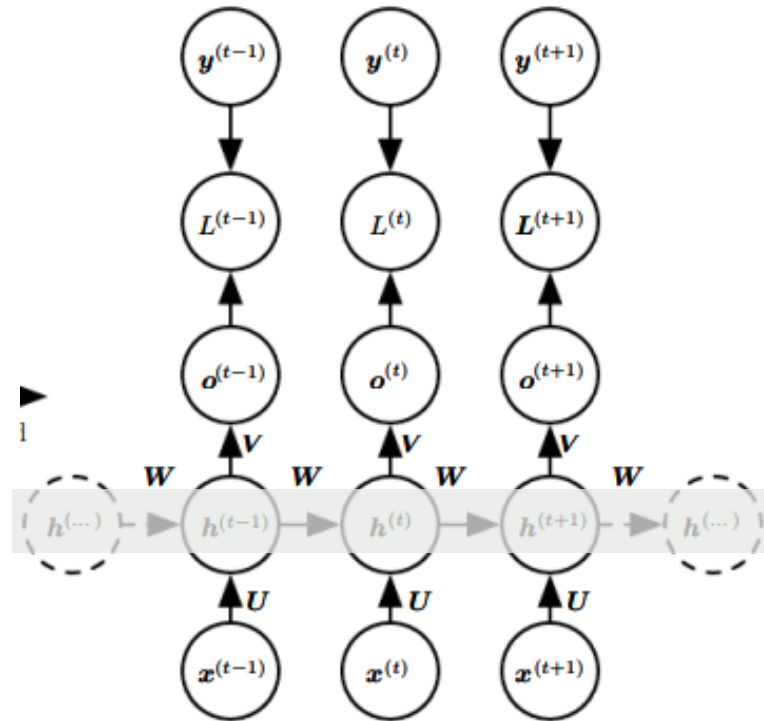 y^(t−1) y^(t) y^(t+1)
L^(t−1) L^(t) L^(t+1)
o^(t−1) o^(t) o^(t+1)
d
V V V
W W W W
h^(...) h^(t−1) h^(t) h^(t+1) h^(...)
U U U
x^(t−1) x^(t) x^(t+1)